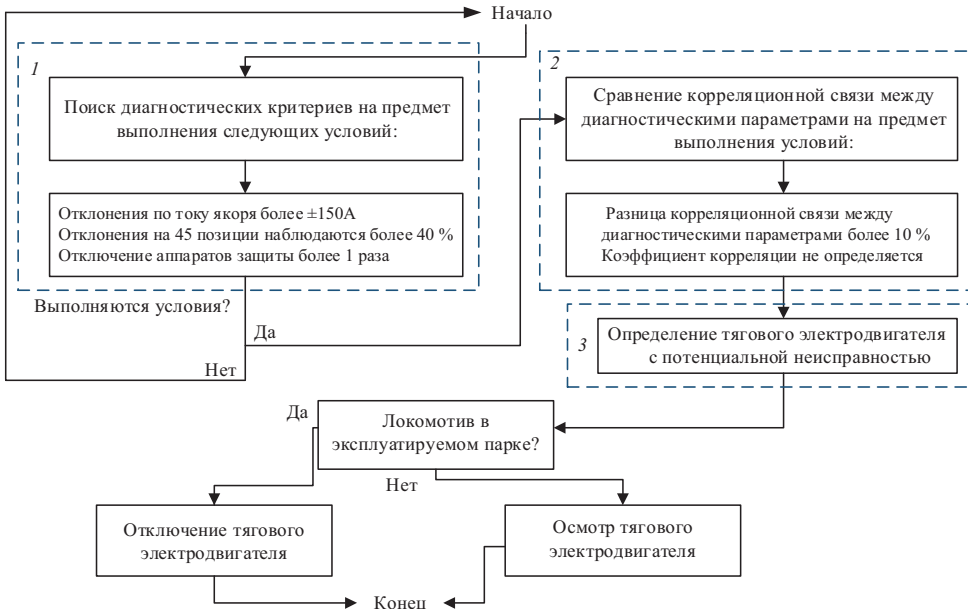 Начало
1
Поиск диагностических критериев на предмет
выполнения следующих условий:
Отклонения по току якоря более ±150А
Отклонения на 45 позиции наблюдаются более 40 %
Отключение аппаратов защиты более 1 раза
Выполняются условия?
Да
Нет
2
Сравнение корреляционной связи между
диагностическими параметрами на предмет
выполнения условий:
Разница корреляционной связи между
диагностическими параметрами более 10 %
Коэффициент корреляции не определяется
3
Определение тягового электродвигателя
с потенциальной неисправностью
Локомотив в
эксплуатируемом парке?
Да
Нет
Отключение тягового
электродвигателя
Осмотр тягового
электродвигателя
Конец